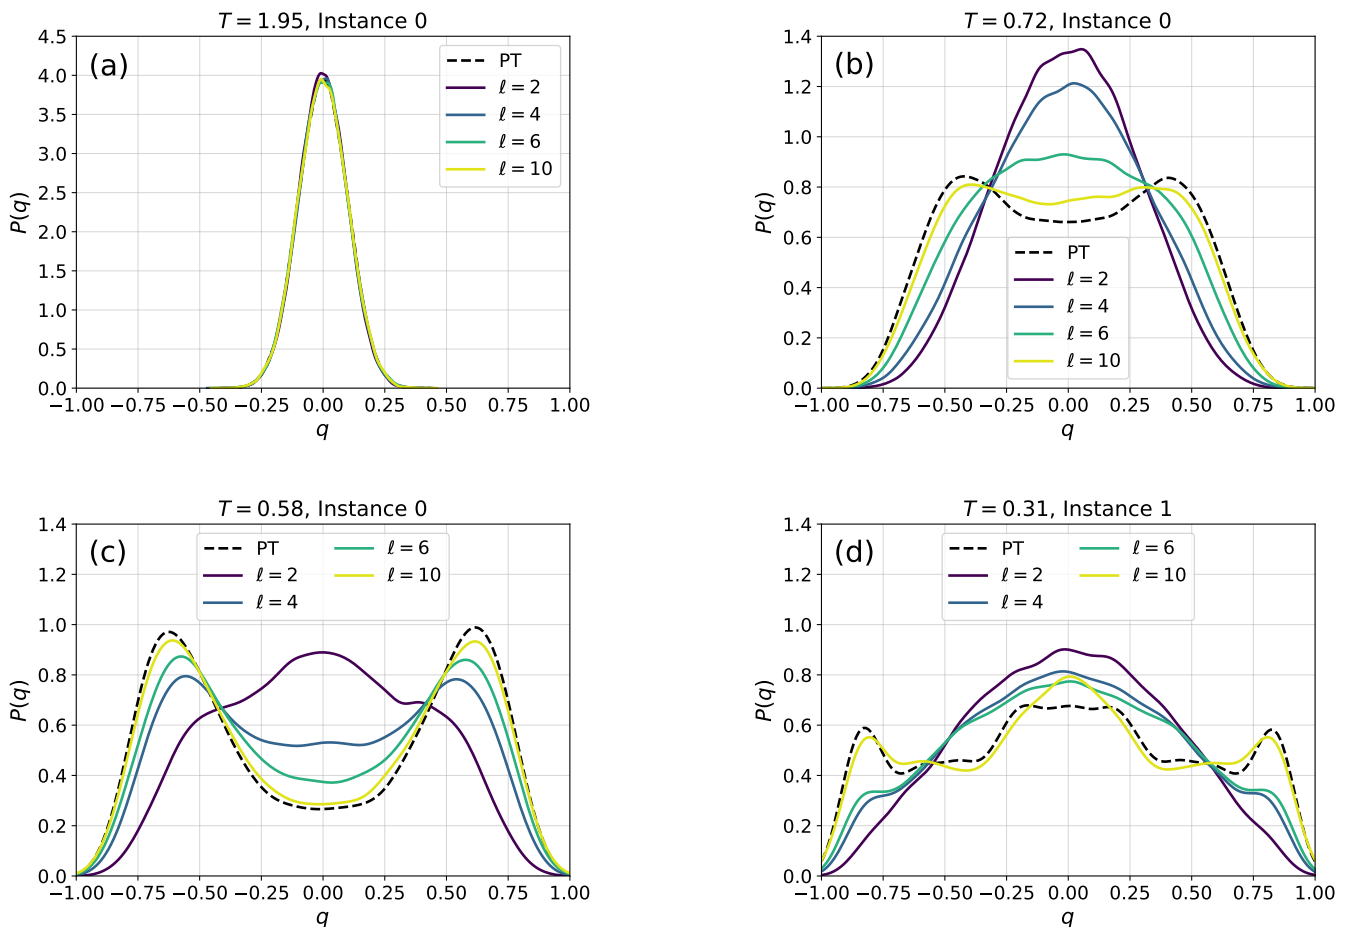 T = 1.95, Instance 0
(a)
4.5
4.0
3.5
3.0
2.5
2.0
1.5
1.0
0.5
0.0
P(q)
PT
ℓ = 2
ℓ = 4
ℓ = 6
ℓ = 10
−1.00 −0.75 −0.50 −0.25 0.00 0.25 0.50 0.75 1.00
q
T = 0.72, Instance 0
(b)
1.4
1.2
1.0
0.8
0.6
0.4
0.2
0.0
P(q)
PT
ℓ = 2
ℓ = 4
ℓ = 6
ℓ = 10
−1.00 −0.75 −0.50 −0.25 0.00 0.25 0.50 0.75 1.00
q
T = 0.58, Instance 0
(c)
1.4
1.2
1.0
0.8
0.6
0.4
0.2
0.0
P(q)
PT
ℓ = 2
ℓ = 4
ℓ = 6
ℓ = 10
−1.00 −0.75 −0.50 −0.25 0.00 0.25 0.50 0.75 1.00
q
T = 0.31, Instance 1
(d)
1.4
1.2
1.0
0.8
0.6
0.4
0.2
0.0
P(q)
PT
ℓ = 2
ℓ = 4
ℓ = 6
ℓ = 10
−1.00 −0.75 −0.50 −0.25 0.00 0.25 0.50 0.75 1.00
q